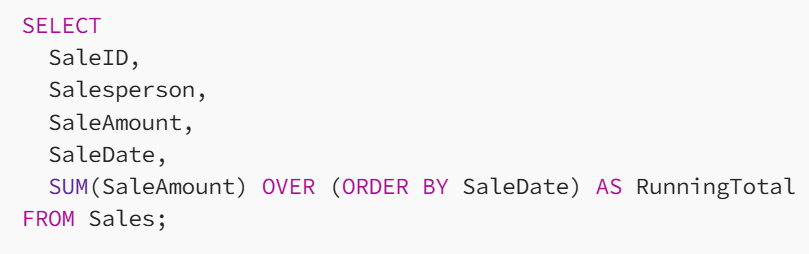 SELECT
  SaleID,
  Salesperson,
  SaleAmount,
  SaleDate,
  SUM(SaleAmount) OVER (ORDER BY SaleDate) AS RunningTotal
FROM Sales;